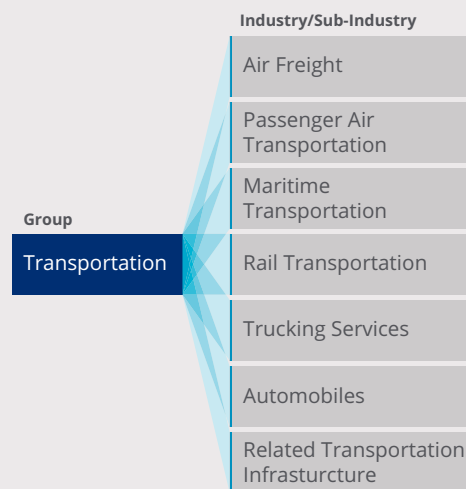 Industry/Sub-Industry
Air Freight
Passenger Air
Transportation
Maritime
Transportation
Group
Transportation
Rail Transportation
Trucking Services
Automobiles
Related Transportation
Infrasturcture